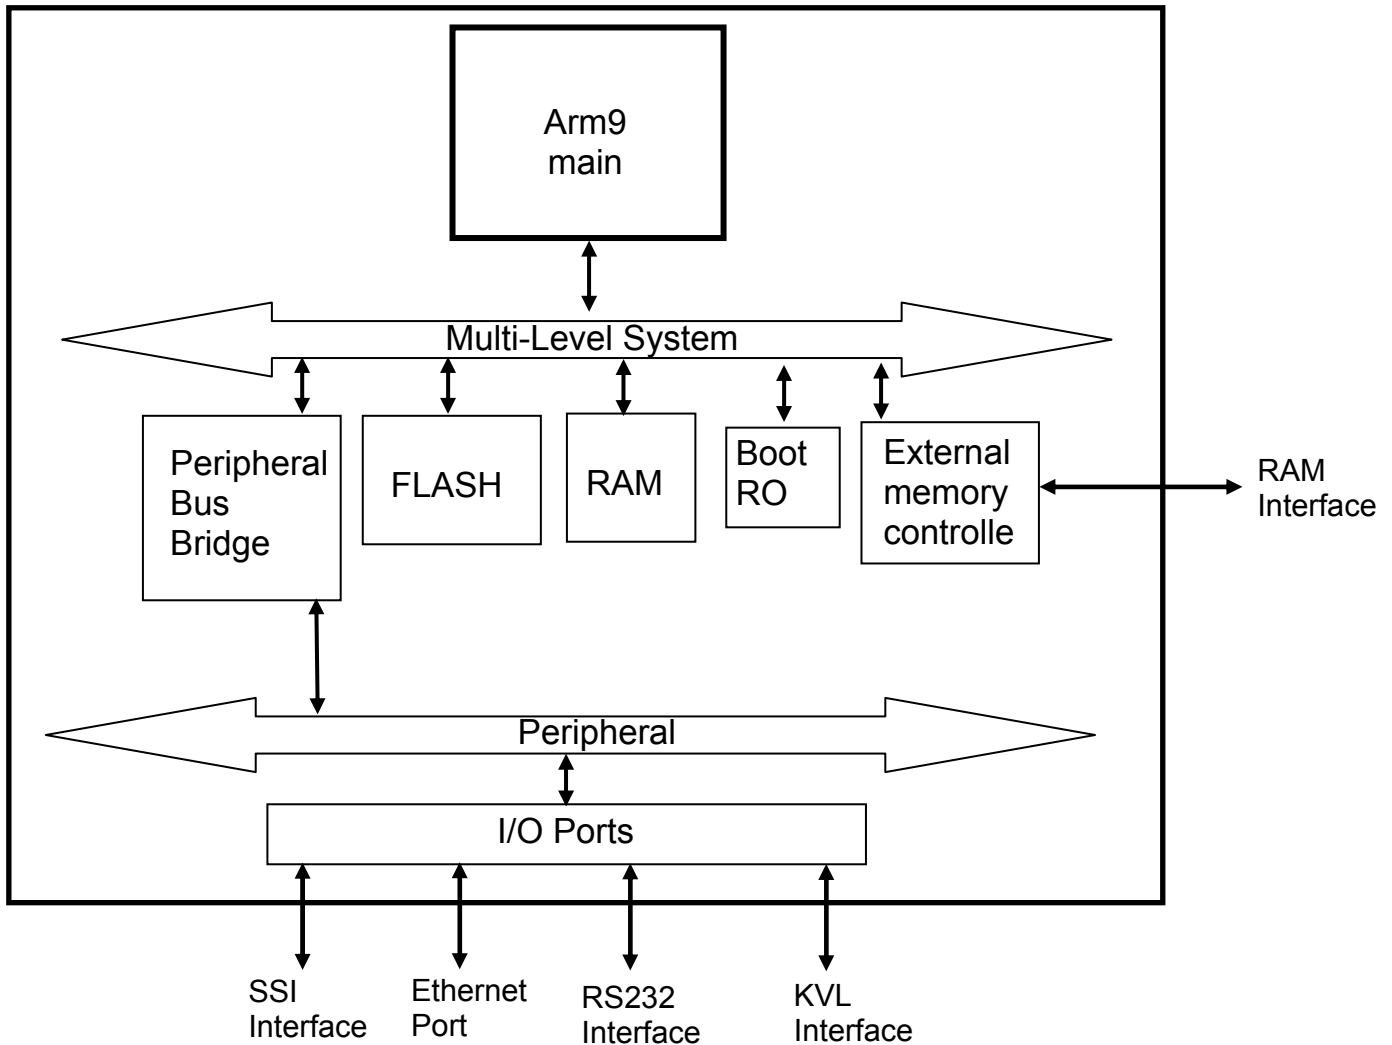 Arm9
main
Multi-Level System
Peripheral
Bus
Bridge
FLASH
RAM
Boot
RO
External
memory
controlle
RAM
Interface
Peripheral
I/O Ports
SSI
Interface
Ethernet
Port
RS232
Interface
KVL
Interface